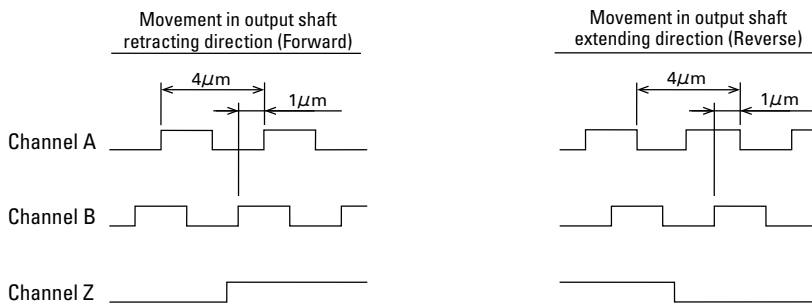 Movement in output shaft
retracting direction (Forward)
4μm
1μm
Channel A
Channel B
Channel Z
Movement in output shaft
extending direction (Reverse)
4μm
1μm